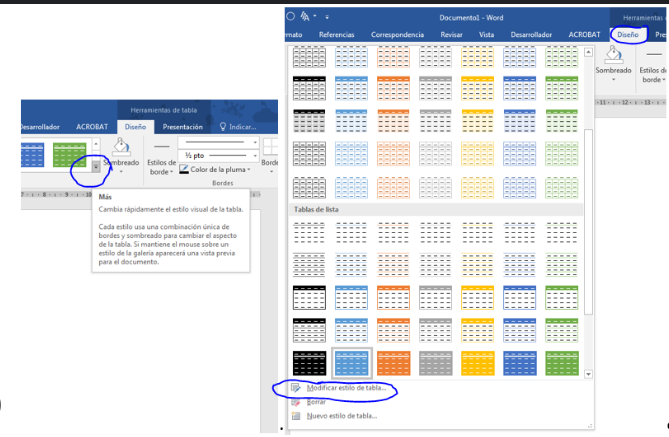 Herramientas de tabla
Desarrollador ACROBAT Diseño Presentación Indicar...
Sombreado
Estilos de borde
½ pto
Color de la pluma
Borde
Bordes
Más
Cambia rápidamente el estilo visual de la tabla.
Cada estilo usa una combinación única de
bordes y sombreado para cambiar el aspecto
de la tabla. Si mantiene el mouse sobre un
estilo de la galería aparecerá una vista previa
para el documento.
Documento1 - Word
Herramientas
rmato Referencias Correspondencia Revisar Vista Desarrollador ACROBAT Diseño Pre
Sombreado
Estilos de
borde
Tablas de lista
Modificar estilo de tabla...
Borrar
Nuevo estilo de tabla...